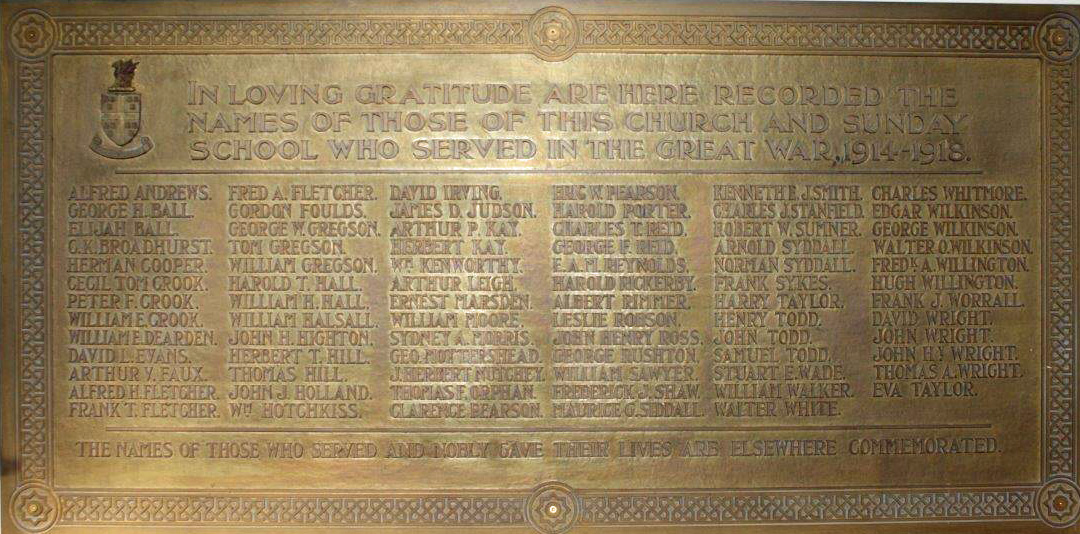 IN LOVING GRATITUDE ARE HERE RECORDED THE
NAMES OF THOSE OF THIS CHURCH AND SUNDAY
SCHOOL WHO SERVED IN THE GREAT WAR, 1914-1918.
ALFRED ANDREWS.
GEORGE H. BALL.
ELIJAH BALL.
C.K. BROADHURST.
HERMAN COOPER.
CECIL TOM CROOK.
PETER F. CROOK.
WILLIAM E. CROOK.
WILLIAM E. DEARDEN.
DAVID L. EVANS.
ARTHUR V. FAUX.
ALFRED H. FLETCHER.
FRANK T. FLETCHER.
FRED A. FLETCHER.
GORDON FOULDS.
GEORGE W. GREGSON.
TOM GREGSON.
WILLIAM GREGSON.
HAROLD T. HALL.
WILLIAM H. HALL.
WILLIAM HALSALL.
JOHN H. HIGHTON.
HERBERT T. HILL.
THOMAS HILL.
JOHN J. HOLLAND.
WM HOTCHKISS.
DAVID IRVING.
JAMES D. JUDSON.
ARTHUR P. KAY.
HERBERT KAY.
WM KENWORTHY.
ARTHUR LEIGH.
ERNEST MARSDEN.
WILLIAM MOORE.
SYDNEY A. MORRIS.
GEO. MOTTERSHEAD.
J. HERBERT MUTCHEY.
THOMAS F. ORPHAN.
CLARENCE PEARSON.
ERIC W. PEARSON.
HAROLD PORTER.
CHARLES T. REID.
GEORGE F. REID.
E.A.M. REYNOLDS.
HAROLD RICKERBY.
ALBERT RIMMER.
LESLIE ROBSON.
JOHN HENRY ROSS.
GEORGE RUSHTON.
WILLIAM SAWYER.
FREDERICK J. SHAW.
MAURICE G. SIDDALL.
KENNETH E.J. SMITH.
CHARLES J. STANFIELD.
ROBERT W. SUMNER.
ARNOLD SYDDALL.
NORMAN SYDDALL.
FRANK SYKES.
HARRY TAYLOR.
HENRY TODD.
JOHN TODD.
SAMUEL TODD.
STUART E. WADE.
WILLIAM WALKER.
WALTER WHITE.
CHARLES WHITMORE.
EDGAR WILKINSON.
GEORGE WILKINSON.
WALTER O. WILKINSON.
FREDK A. WILLINGTON.
HUGH WILLINGTON.
FRANK J. WORRALL.
DAVID WRIGHT.
JOHN WRIGHT.
JOHN HY WRIGHT.
THOMAS A. WRIGHT.
EVA TAYLOR.
THE NAMES OF THOSE WHO SERVED AND NOBLY GAVE THEIR LIVES ARE ELSEWHERE COMMEMORATED.